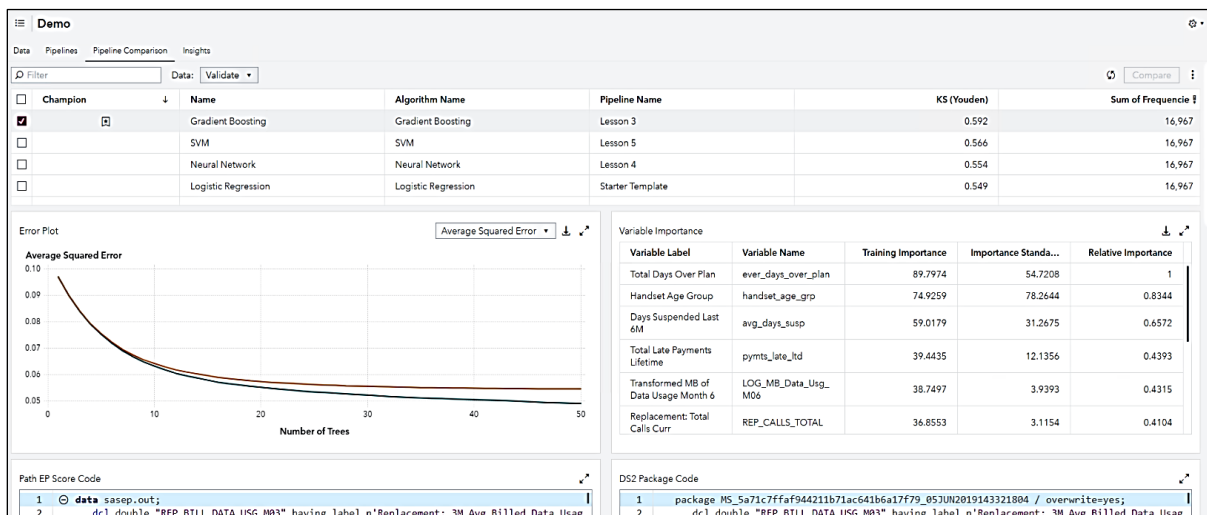 Demo
Data Pipelines Pipeline Comparison Insights
Filter Data: Validate Compare
Champion Name Algorithm Name Pipeline Name KS (Youden) Sum of Frequencie
Gradient Boosting Gradient Boosting Lesson 3 0.592 16,967
SVM SVM Lesson 5 0.566 16,967
Neural Network Neural Network Lesson 4 0.554 16,967
Logistic Regression Logistic Regression Starter Template 0.549 16,967
Error Plot Average Squared Error
Average Squared Error
0.10
0.09
0.08
0.07
0.06
0.05
0 10 20 30 40 50
Number of Trees
Variable Importance
Variable Label Variable Name Training Importance Importance Standa... Relative Importance
Total Days Over Plan ever_days_over_plan 89.7974 54.7208 1
Handset Age Group handset_age_grp 74.9259 78.2644 0.8344
Days Suspended Last
6M avg_days_susp 59.0179 31.2675 0.6572
Total Late Payments
Lifetime pymts_late_ltd 39.4435 12.1356 0.4393
Transformed MB of
Data Usage Month 6 LOG_MB_Data_Usg_
M06 38.7497 3.9393 0.4315
Replacement: Total
Calls Curr REP_CALLS_TOTAL 36.8553 3.1154 0.4104
Path EP Score Code
1 data sasep.out;
2 dcl double "REP_BILL_DATA_USG_M03" having label n'Replacement: 3M Avg Billed Data Usag
DS2 Package Code
1 package MS_5a71c7ffaf944211b71ac641b6a17f79_05JUN2019143321804 / overwrite=yes;
2 dcl double "REP_BILL_DATA_USG_M03" having label n'Replacement: 3M Avg Billed Data Usag